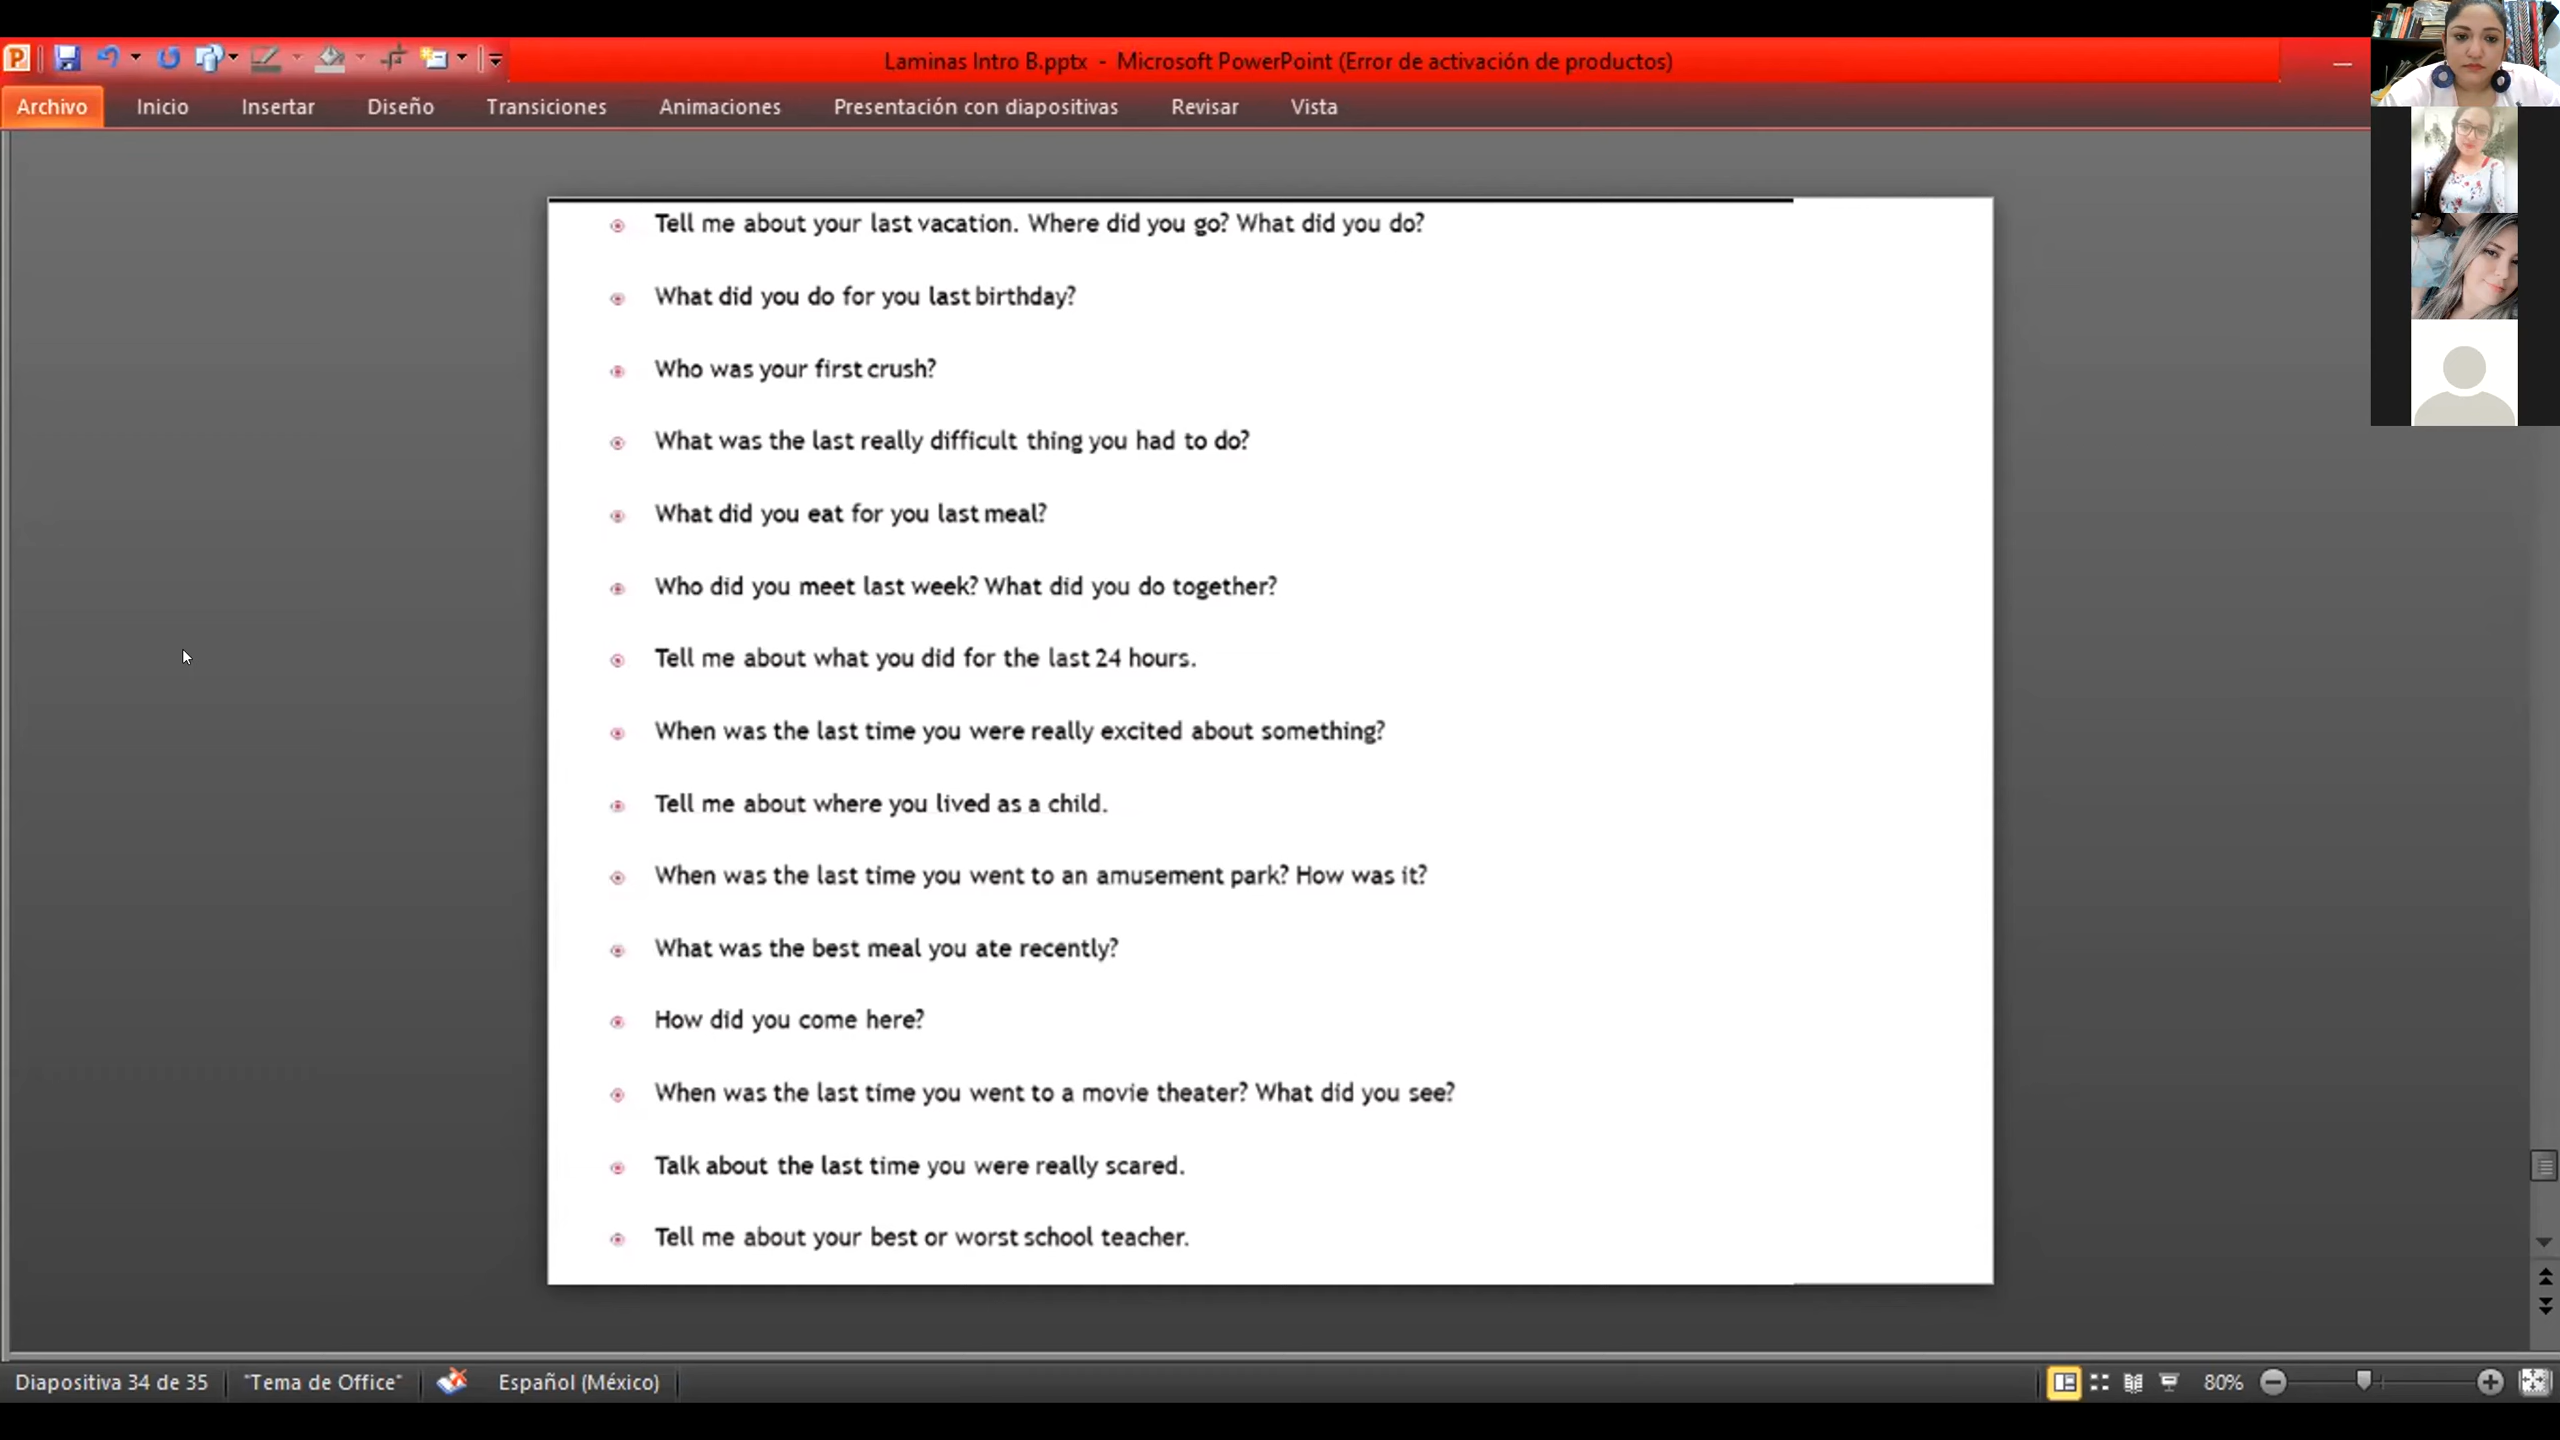 Laminas Intro B.pptx - Microsoft PowerPoint (Error de activación de productos)
Archivo Inicio Insertar Diseño Transiciones Animaciones Presentación con diapositivas Revisar Vista
Tell me about your last vacation. Where did you go? What did you do?
What did you do for you last birthday?
Who was your first crush?
What was the last really difficult thing you had to do?
What did you eat for you last meal?
Who did you meet last week? What did you do together?
Tell me about what you did for the last 24 hours.
When was the last time you were really excited about something?
Tell me about where you lived as a child.
When was the last time you went to an amusement park? How was it?
What was the best meal you ate recently?
How did you come here?
When was the last time you went to a movie theater? What did you see?
Talk about the last time you were really scared.
Tell me about your best or worst school teacher.
Diapositiva 34 de 35 "Tema de Office" Español (México) 80%